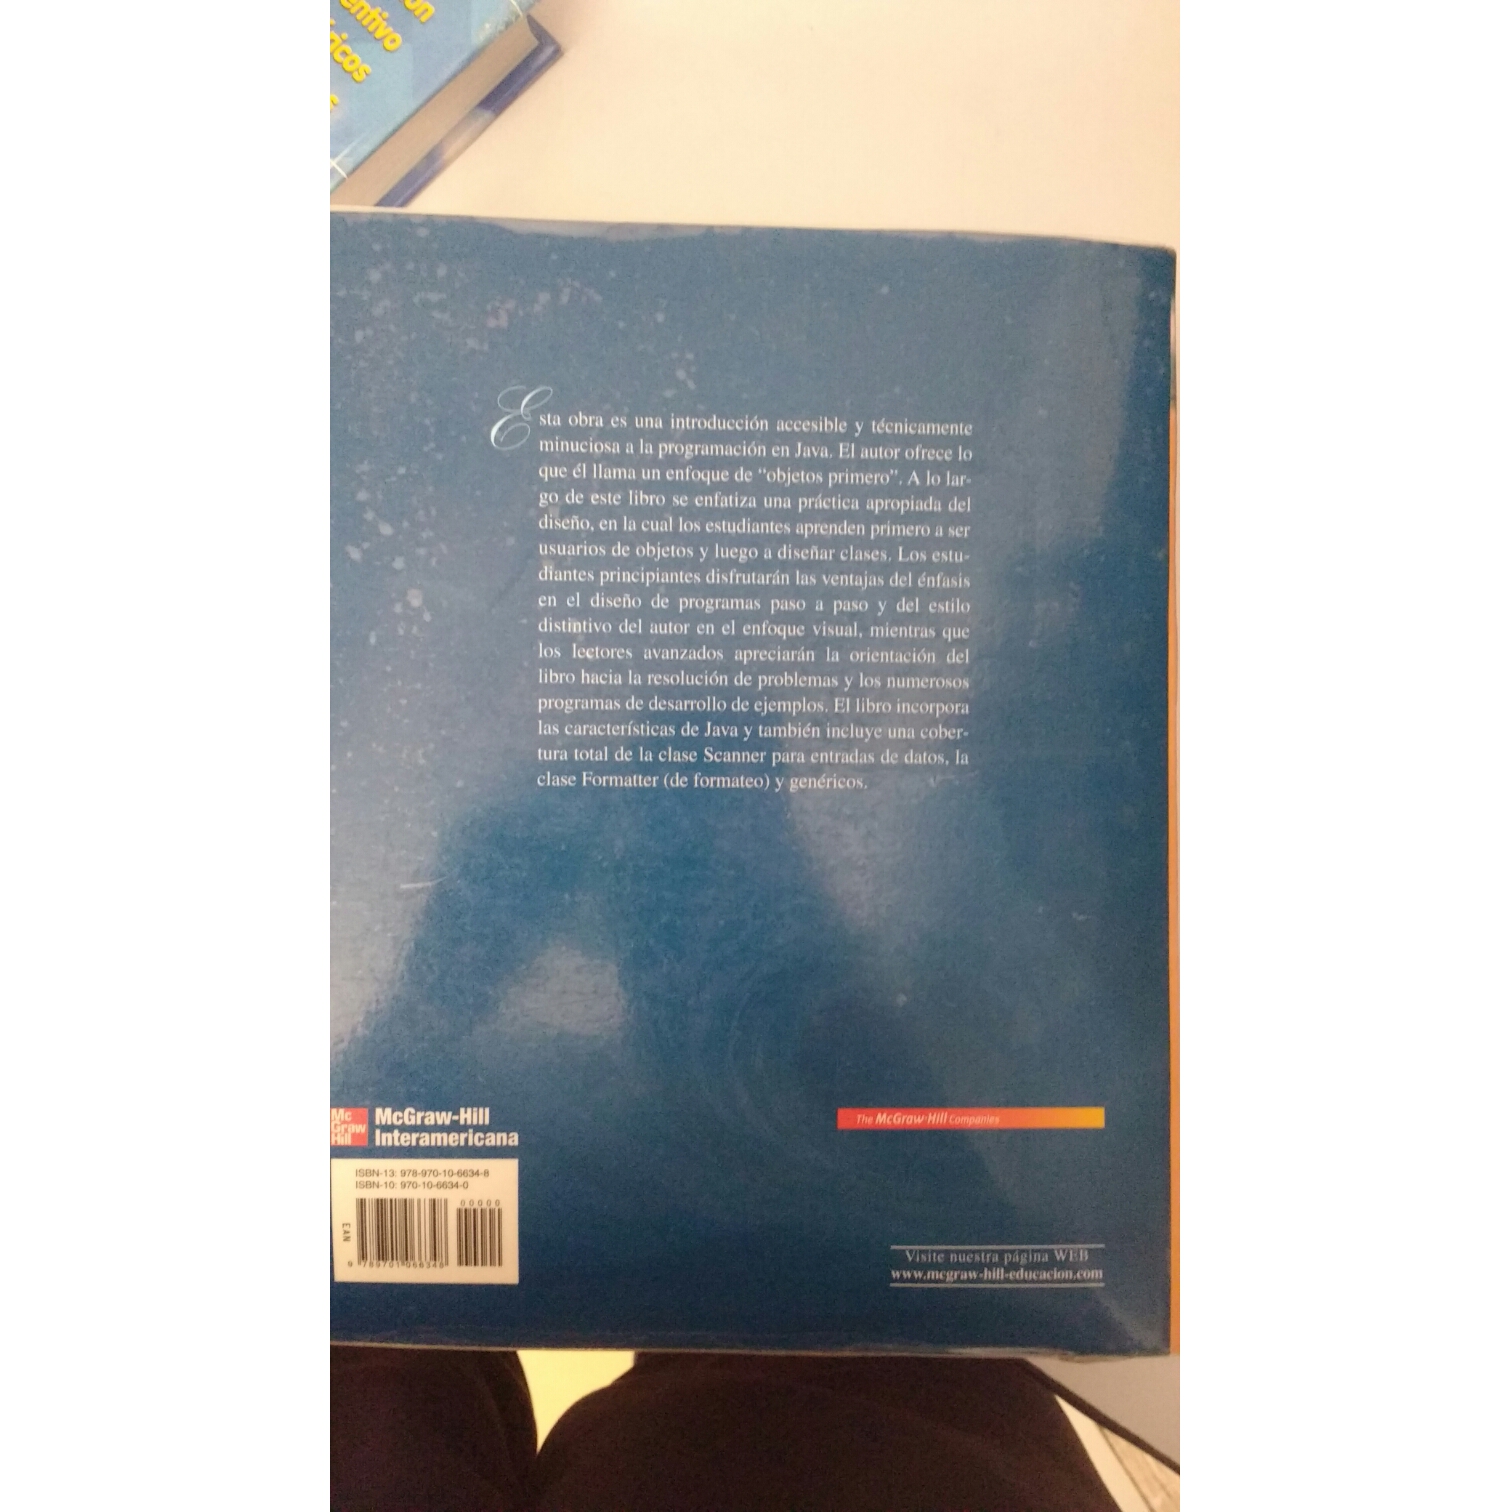 entivo
Esta obra es una introducción accesible y técnicamente
minuciosa a la programación en Java. El autor ofrece lo
que él llama un enfoque de “objetos primero”. A lo lar-
go de este libro se enfatiza una práctica apropiada del
diseño, en la cual los estudiantes aprenden primero a ser
usuarios de objetos y luego a diseñar clases. Los estu-
diantes principiantes disfrutarán las ventajas del énfasis
en el diseño de programas paso a paso y del estilo
distintivo del autor en el enfoque visual, mientras que
los lectores avanzados apreciarán la orientación del
libro hacia la resolución de problemas y los numerosos
programas de desarrollo de ejemplos. El libro incorpora
las características de Java y también incluye una cober-
tura total de la clase Scanner para entradas de datos, la
clase Formatter (de formateo) y genéricos.
Mc
Graw
Hill
McGraw-Hill
Interamericana
The McGraw-Hill Companies
ISBN-13: 978-970-10-6634-8
ISBN-10: 970-10-6634-0
00000
EAN
9 789701 066348
Visite nuestra página WEB
www.mcgraw-hill-educacion.com